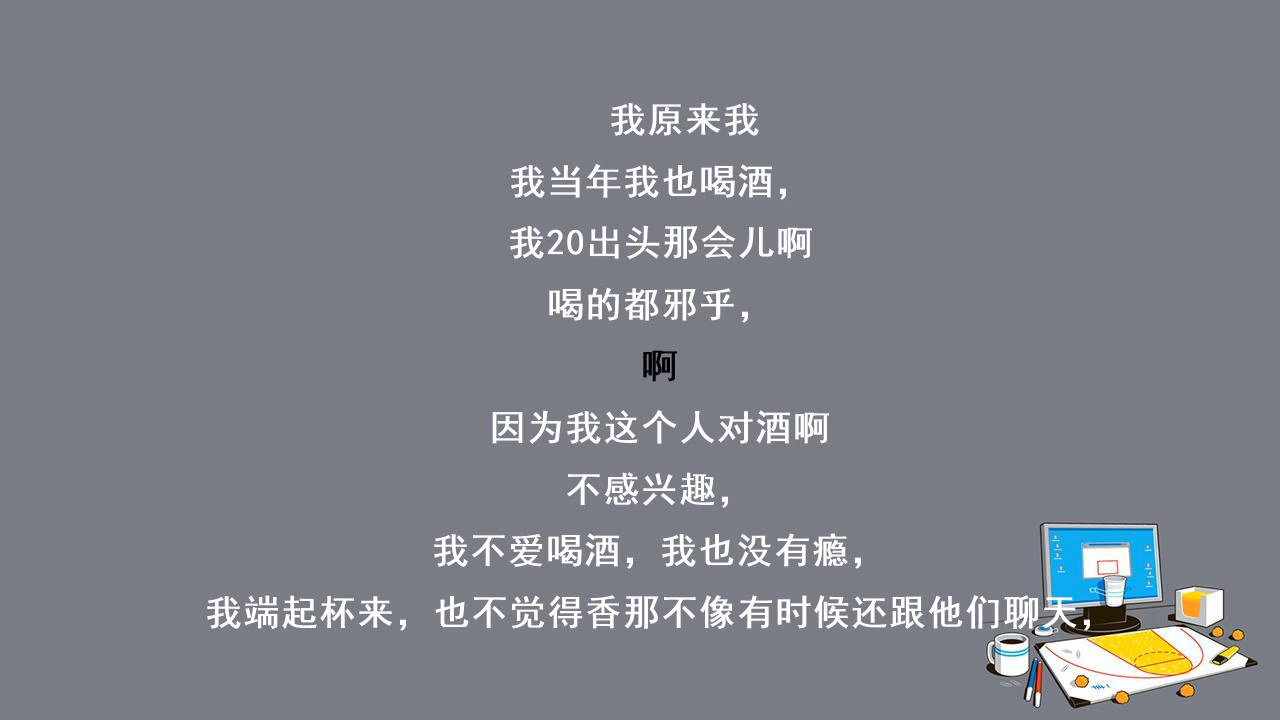 我原来我
我当年我也喝酒，
我20出头那会儿啊
喝的都邪乎，
啊
因为我这个人对酒啊
不感兴趣，
我不爱喝酒，我也没有瘾，
我端起杯来，也不觉得香那不像有时候还跟他们聊天，